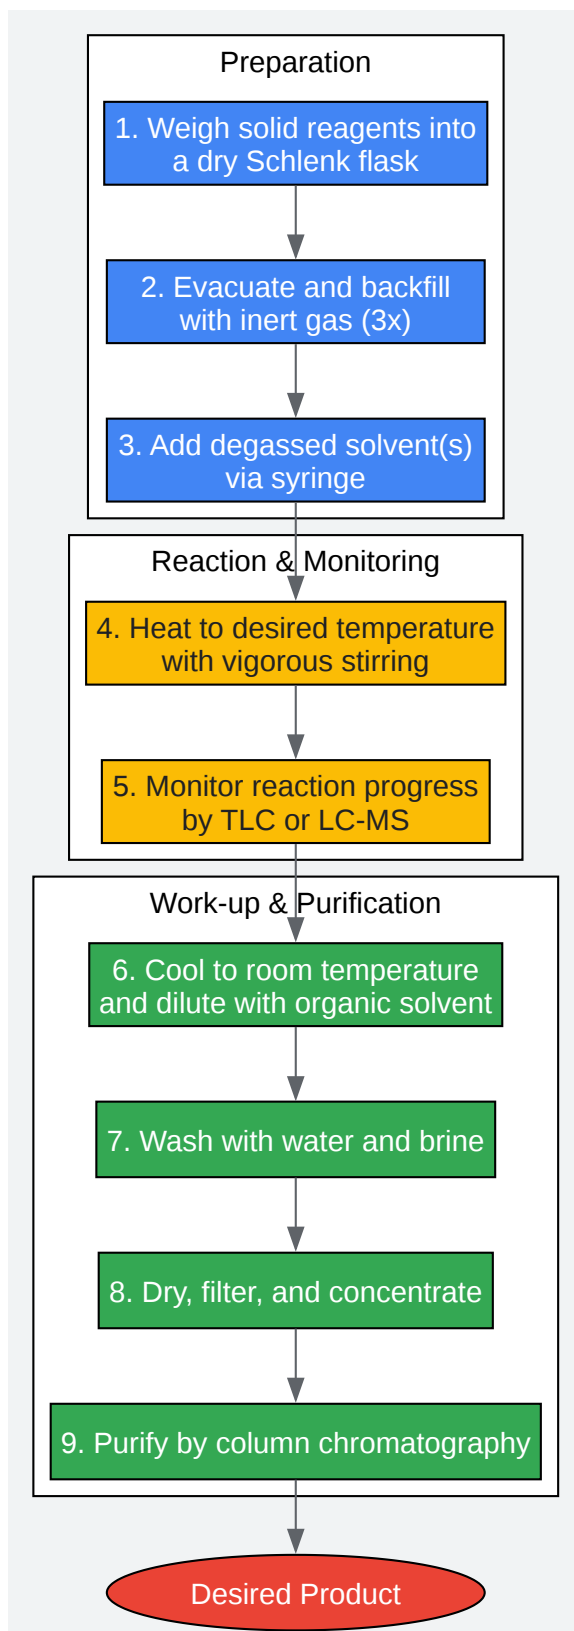 Preparation
1. Weigh solid reagents into
a dry Schlenk flask
2. Evacuate and backfill
with inert gas (3x)
3. Add degassed solvent(s)
via syringe
Reaction & Monitoring
4. Heat to desired temperature
with vigorous stirring
5. Monitor reaction progress
by TLC or LC-MS
Work-up & Purification
6. Cool to room temperature
and dilute with organic solvent
7. Wash with water and brine
8. Dry, filter, and concentrate
9. Purify by column chromatography
Desired Product